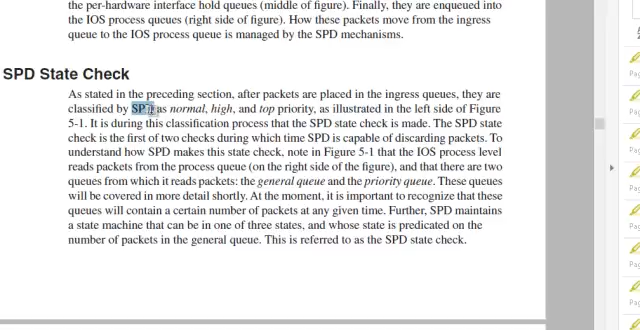 the per-hardware interface hold queues (middle of figure). Finally, they are enqueued into
the IOS process queues (right side of figure). How these packets move from the ingress
queue to the IOS process queue is managed by the SPD mechanisms.
SPD State Check
As stated in the preceding section, after packets are placed in the ingress queues, they are
classified by SPD as normal, high, and top priority, as illustrated in the left side of Figure
5-1. It is during this classification process that the SPD state check is made. The SPD state
check is the first of two checks during which time SPD is capable of discarding packets. To
understand how SPD makes this state check, note in Figure 5-1 that the IOS process level
reads packets from the process queue (on the right side of the figure), and that there are two
queues from which it reads packets: the general queue and the priority queue. These queues
will be covered in more detail shortly. At the moment, it is important to recognize that these
queues will contain a certain number of packets at any given time. Further, SPD maintains
a state machine that can be in one of three states, and whose state is predicated on the
number of packets in the general queue. This is referred to as the SPD state check.
Pag
Pag
Pag
Pag
Pag
Pag
Pag